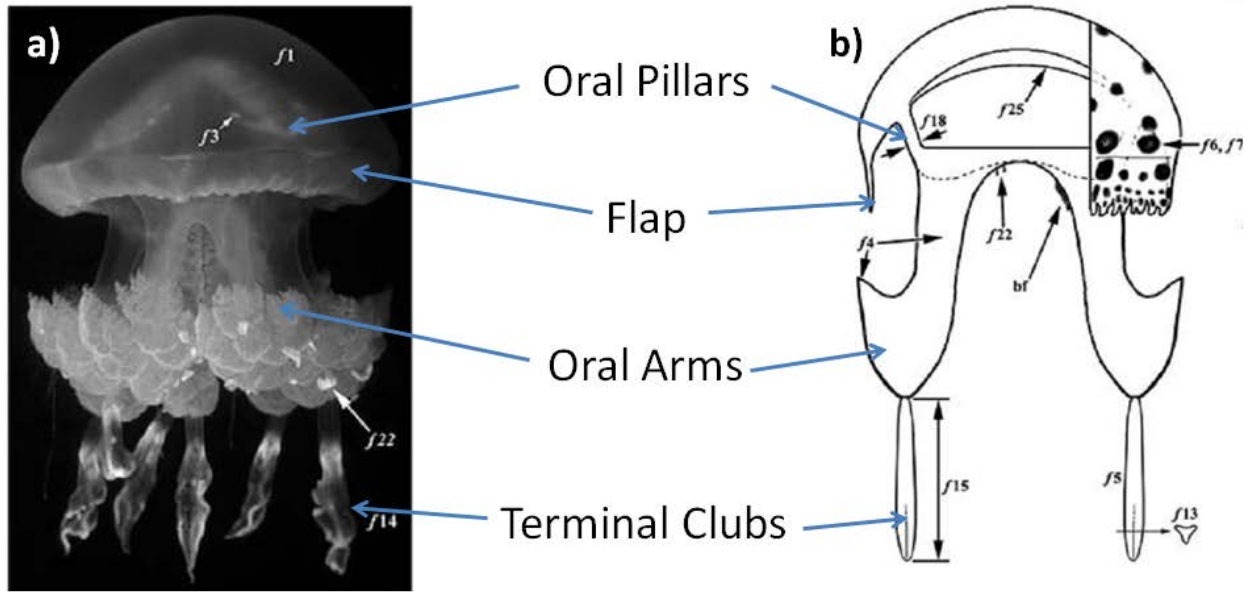 a)
f1
f3
f22
f14
Oral Pillars
Flap
Oral Arms
Terminal Clubs
b)
f18
f25
f6, f7
f4
f22
bf
f15
f5
f13